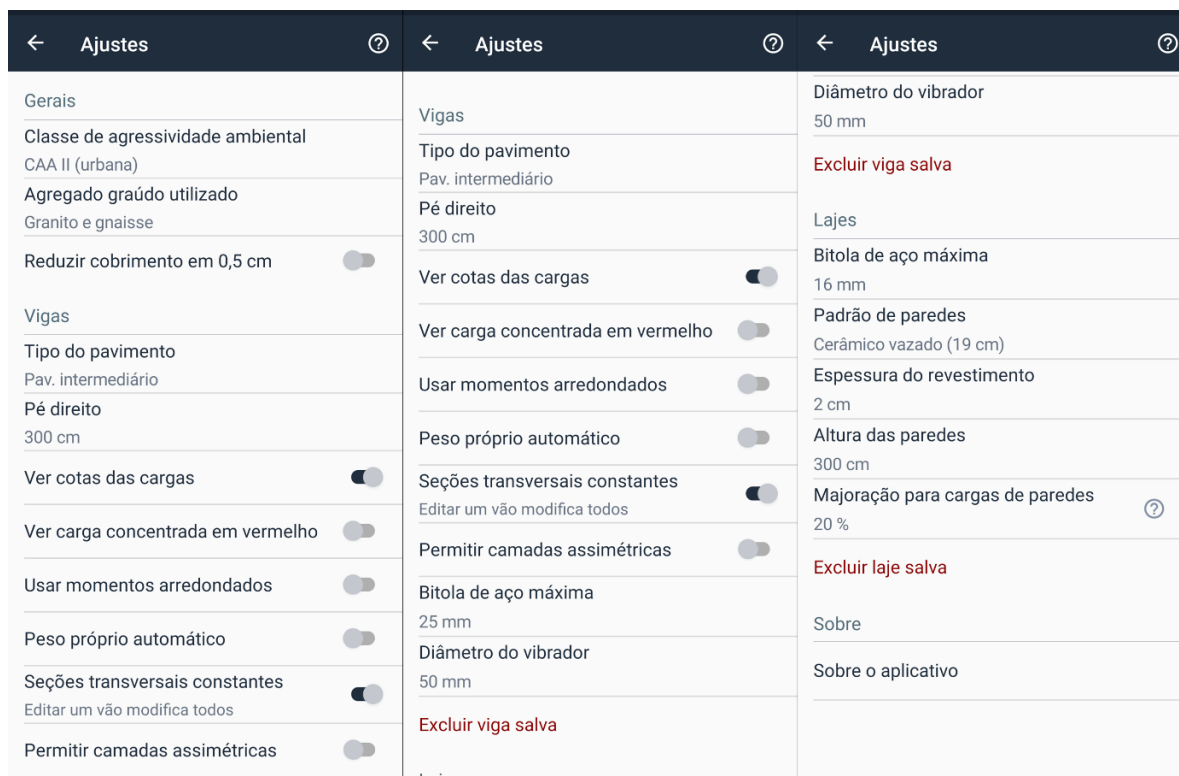 Ajustes
Gerais
Classe de agressividade ambiental
CAA II (urbana)
Agregado graúdo utilizado
Granito e gnaisse
Reduzir cobrimento em 0,5 cm
Vigas
Tipo do pavimento
Pav. intermediário
Pé direito
300 cm
Ver cotas das cargas
Ver carga concentrada em vermelho
Usar momentos arredondados
Peso próprio automático
Seções transversais constantes
Editar um vão modifica todos
Permitir camadas assimétricas
Ajustes
Vigas
Tipo do pavimento
Pav. intermediário
Pé direito
300 cm
Ver cotas das cargas
Ver carga concentrada em vermelho
Usar momentos arredondados
Peso próprio automático
Seções transversais constantes
Editar um vão modifica todos
Permitir camadas assimétricas
Bitola de aço máxima
25 mm
Diâmetro do vibrador
50 mm
Excluir viga salva
Ajustes
Diâmetro do vibrador
50 mm
Excluir viga salva
Lajes
Bitola de aço máxima
16 mm
Padrão de paredes
Cerâmico vazado (19 cm)
Espessura do revestimento
2 cm
Altura das paredes
300 cm
Majoração para cargas de paredes
20 %
Excluir laje salva
Sobre
Sobre o aplicativo